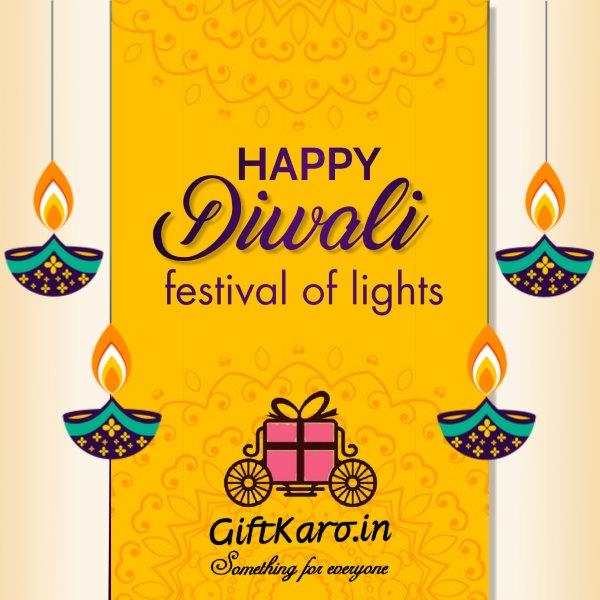 HAPPY
Diwali
festival of lights
GiftKaro.in
Something for everyone